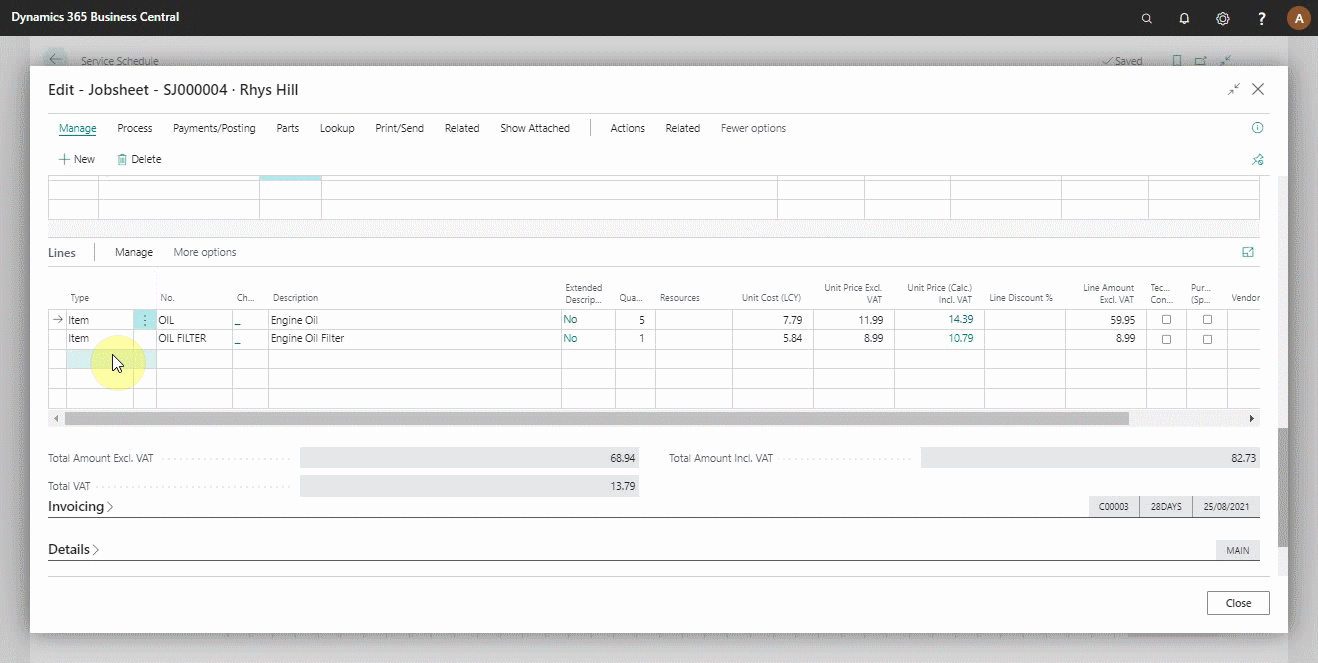 Dynamics 365 Business Central
A
Service Schedule
Saved
Edit - Jobsheet - SJ000004 · Rhys Hill
Manage Process Payments/Posting Parts Lookup Print/Send Related Show Attached Actions Related Fewer options
New Delete
Lines Manage More options
Type No. Ch... Description Extended Descrip... Qua... Resources Unit Cost (LCY) Unit Price Excl. VAT Unit Price (Calc.) Incl. VAT Line Discount % Line Amount Excl. VAT Tec... Con... Pur... (Sp... Vendor
Item OIL _ Engine Oil No 5 7.79 11.99 14.39 59.95
Item OIL FILTER _ Engine Oil Filter No 1 5.84 8.99 10.79 8.99
Total Amount Excl. VAT 68.94 Total Amount Incl. VAT 82.73
Total VAT 13.79
Invoicing C00003 28DAYS 25/08/2021
Details MAIN
Close